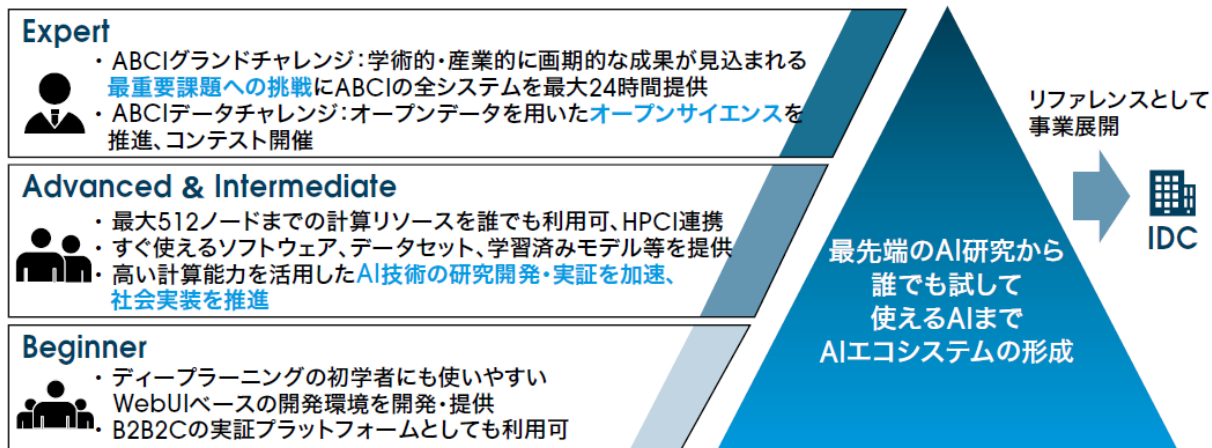 Expert
・ABCIグランドチャレンジ：学術的・産業的に画期的な成果が見込まれる
最重要課題への挑戦にABCIの全システムを最大24時間提供
・ABCIデータチャレンジ：オープンデータを用いたオープンサイエンスを
推進、コンテスト開催
Advanced & Intermediate
・最大512ノードまでの計算リソースを誰でも利用可、HPCI連携
・すぐ使えるソフトウェア、データセット、学習済みモデル等を提供
・高い計算能力を活用したAI技術の研究開発・実証を加速、
社会実装を推進
Beginner
・ディープラーニングの初学者にも使いやすい
WebUIベースの開発環境を開発・提供
・B2B2Cの実証プラットフォームとしても利用可
最先端のAI研究から
誰でも試して
使えるAIまで
AIエコシステムの形成
リファレンスとして
事業展開
IDC